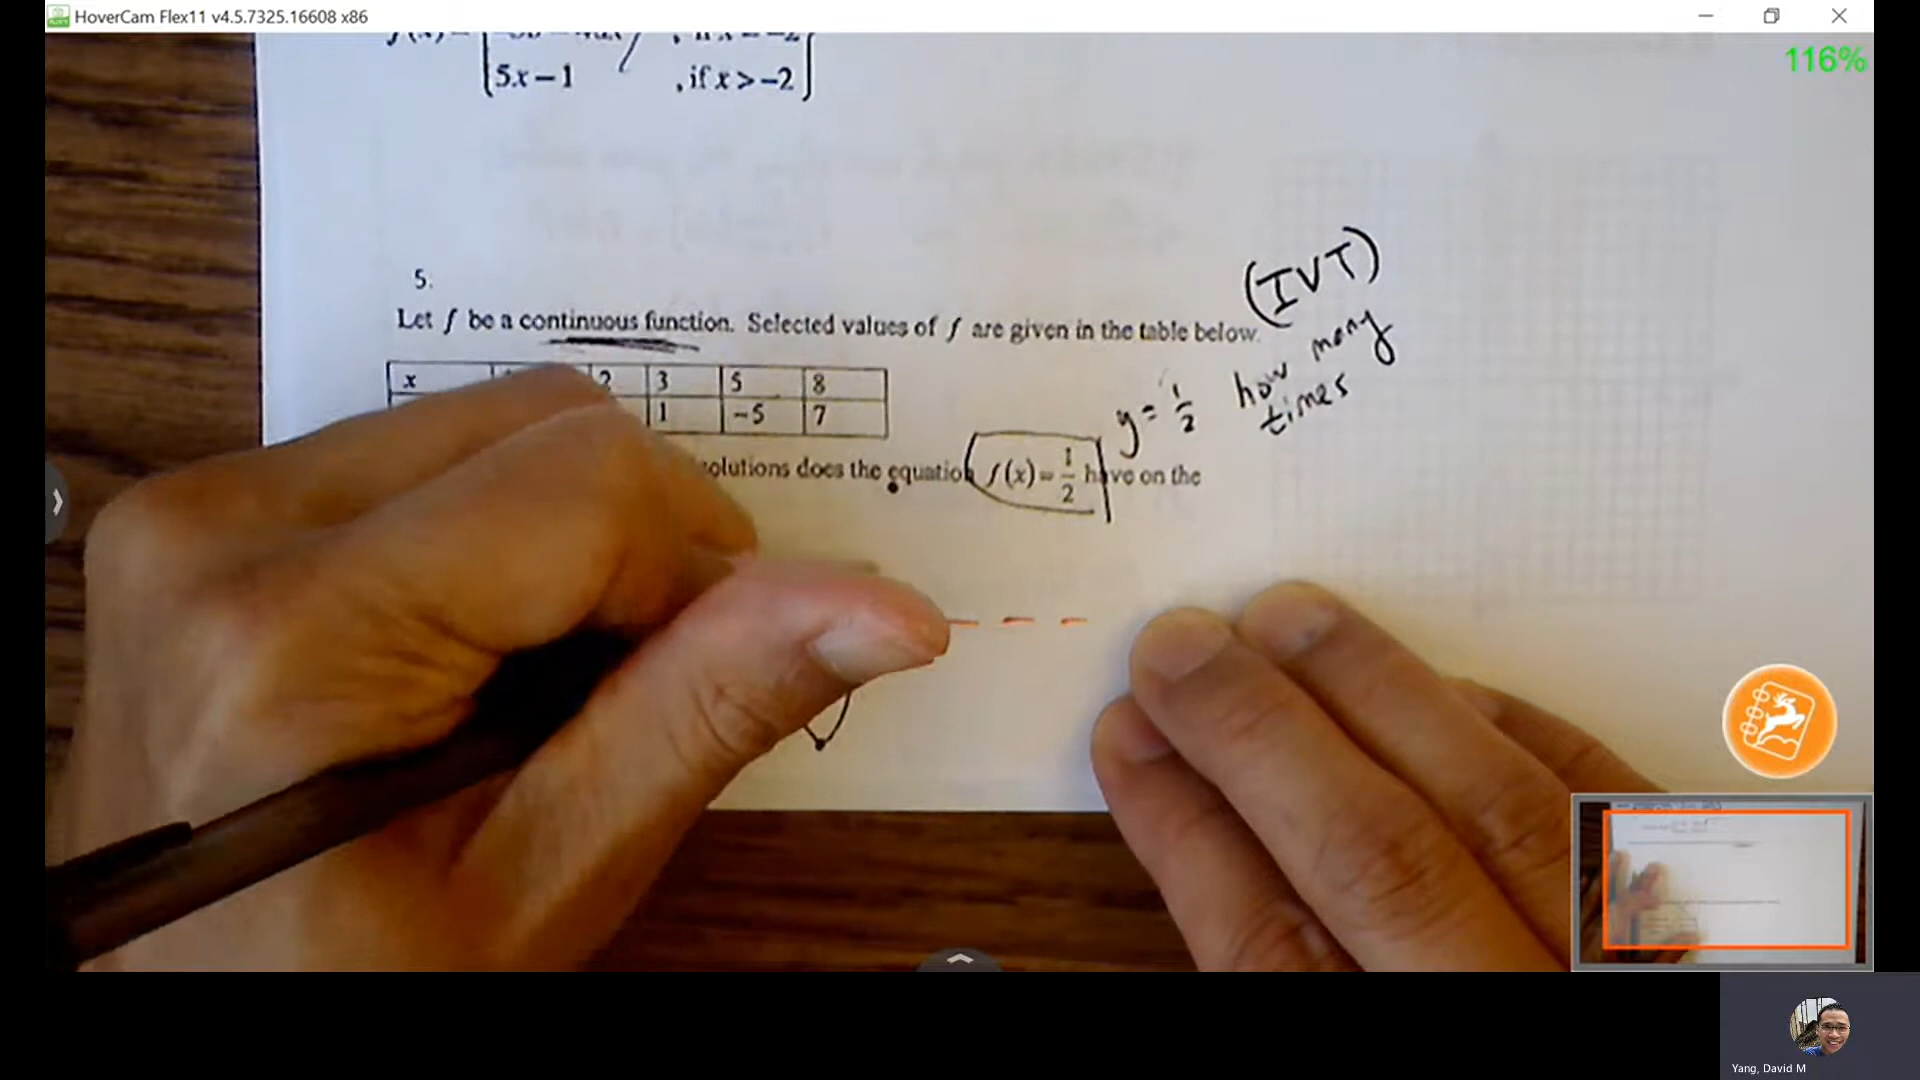 HoverCam Flex11 v4.5.7325.16608 x86
116%
5x – 1 , if x > –2
5.
(IVT)
Let f be a continuous function. Selected values of f are given in the table below.
how many
times
x 2 3 5 8
1 –5 7
y = 1/2
solutions does the equation f(x) = 1/2 have on the
Yang, David M